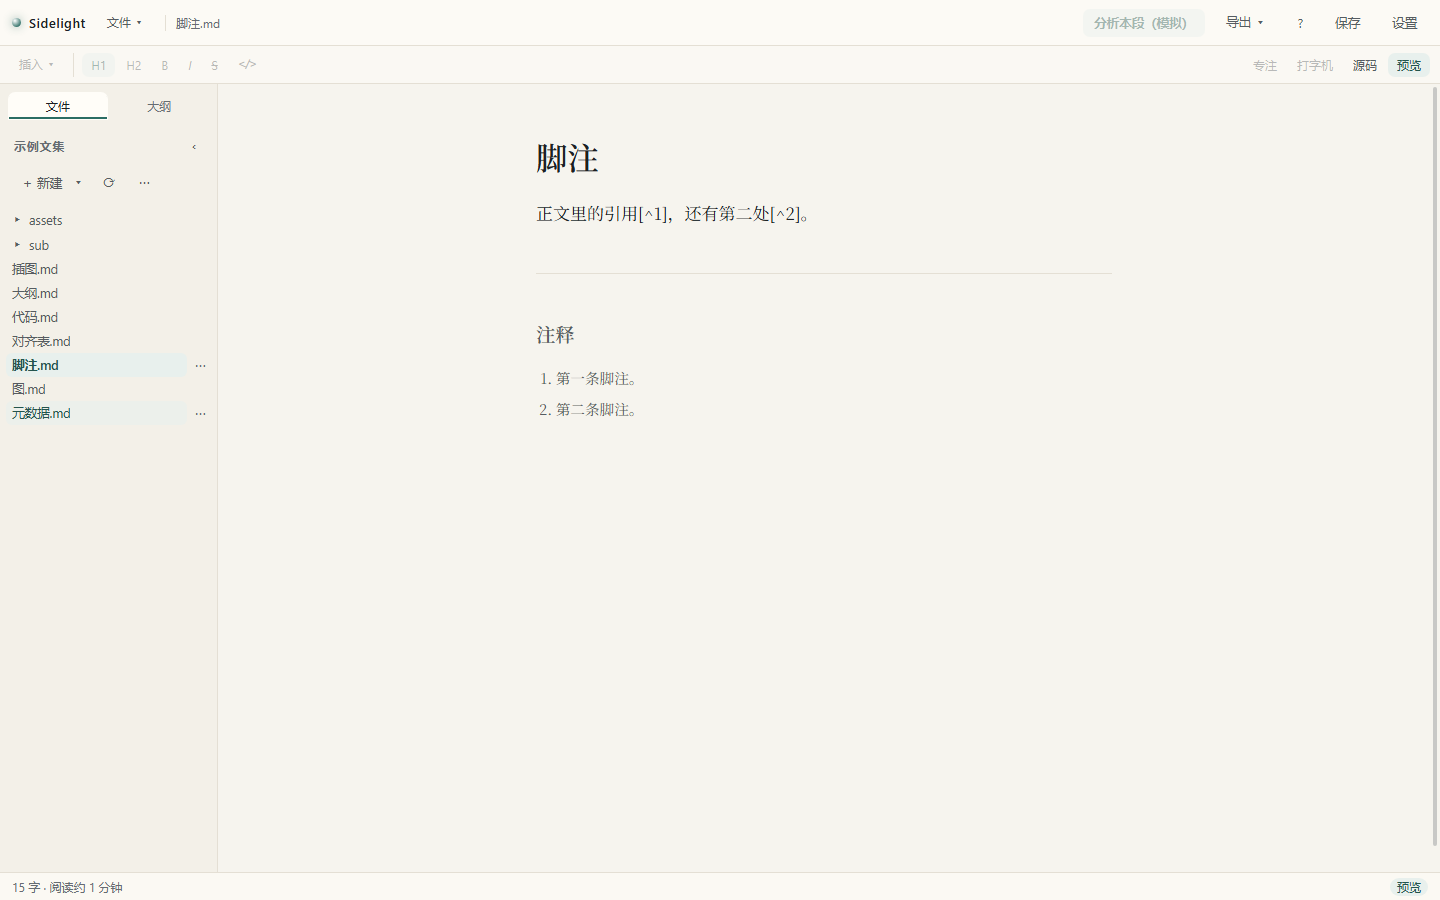 Sidelight 文件 脚注.md 分析本段（模拟） 导出 ? 保存 设置
插入 H1 H2 B I S </> 专注 打字机 源码 预览
文件 大纲
示例文集
+ 新建 ...
assets
sub
插图.md
大纲.md
代码.md
对齐表.md
脚注.md ...
图.md
元数据.md ...
脚注
正文里的引用[^1]，还有第二处[^2]。
注释
1. 第一条脚注。
2. 第二条脚注。
15 字 · 阅读约 1 分钟 预览